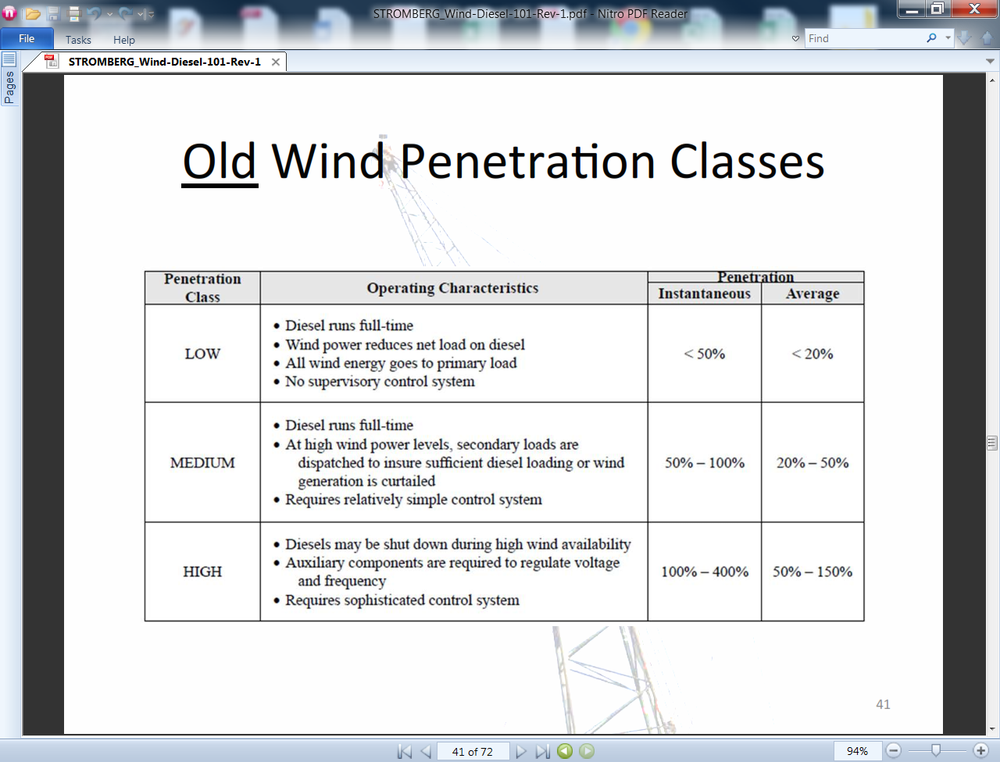 STROMBERG_Wind-Diesel-101-Rev-1.pdf - Nitro PDF Reader
File
Tasks
Help
Find
STROMBERG_Wind-Diesel-101-Rev-1
Pages
Old Wind Penetration Classes
Penetration Class
Operating Characteristics
Penetration
Instantaneous
Average
LOW
• Diesel runs full-time
• Wind power reduces net load on diesel
• All wind energy goes to primary load
• No supervisory control system
< 50%
< 20%
MEDIUM
• Diesel runs full-time
• At high wind power levels, secondary loads are
dispatched to insure sufficient diesel loading or wind
generation is curtailed
• Requires relatively simple control system
50% – 100%
20% – 50%
HIGH
• Diesels may be shut down during high wind availability
• Auxiliary components are required to regulate voltage
and frequency
• Requires sophisticated control system
100% – 400%
50% – 150%
41
41 of 72
94%